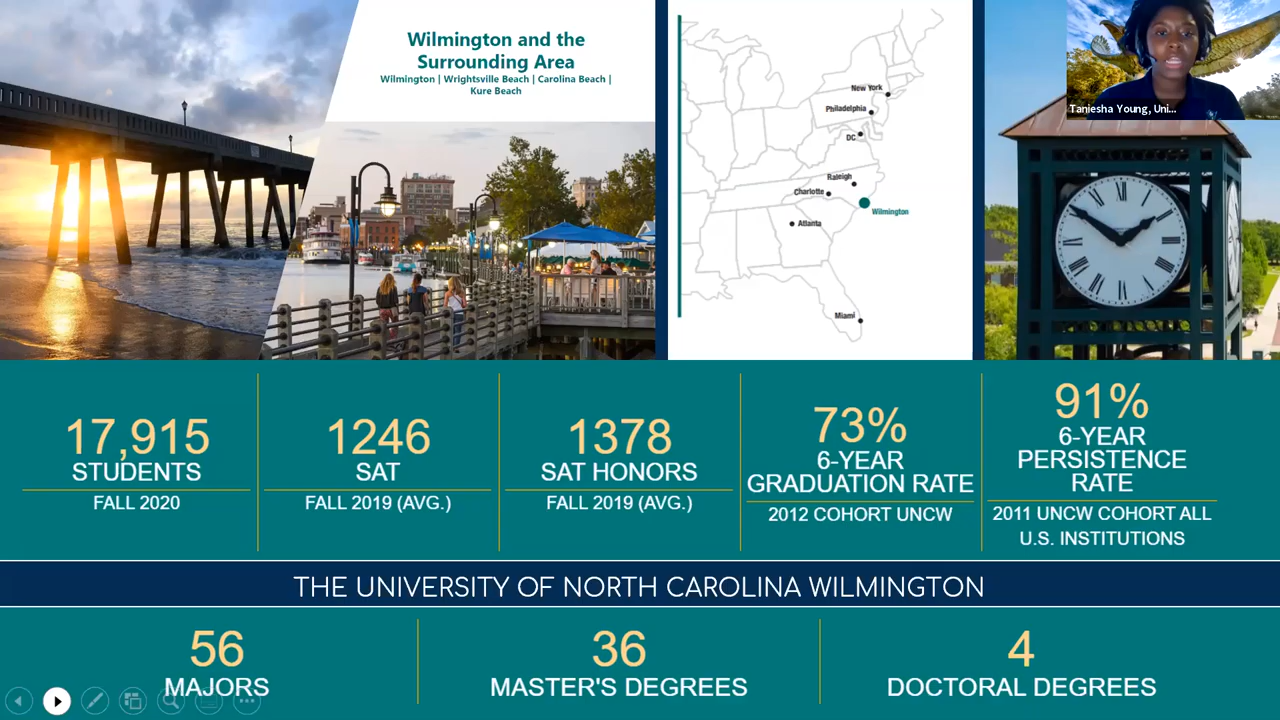 Wilmington and the
Surrounding Area
Wilmington | Wrightsville Beach | Carolina Beach |
Kure Beach
New York
Philadelphia
DC
Raleigh
Charlotte
Wilmington
Atlanta
Miami
Taniesha Young, Uni...
17,915
STUDENTS
FALL 2020
1246
SAT
FALL 2019 (AVG.)
1378
SAT HONORS
FALL 2019 (AVG.)
73%
6-YEAR
GRADUATION RATE
2012 COHORT UNCW
91%
6-YEAR
PERSISTENCE
RATE
2011 UNCW COHORT ALL
U.S. INSTITUTIONS
THE UNIVERSITY OF NORTH CAROLINA WILMINGTON
56
MAJORS
36
MASTER'S DEGREES
4
DOCTORAL DEGREES